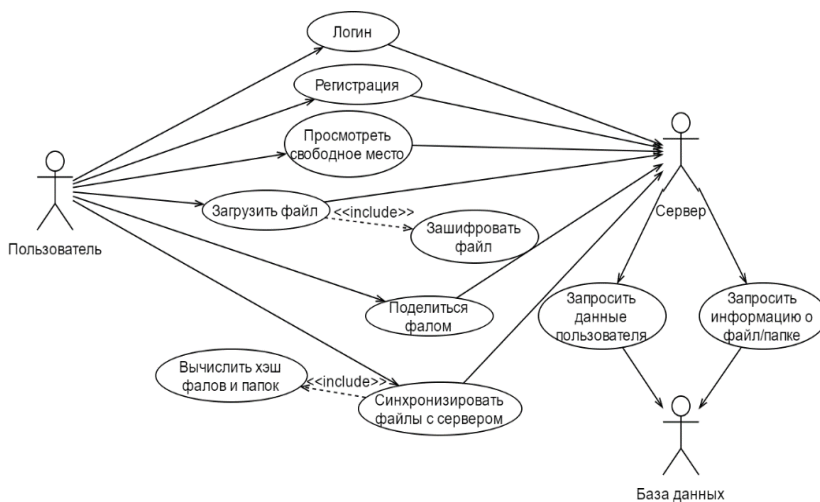 Логин
Регистрация
Просмотреть
свободное место
Загрузить файл
<<include>>
Зашифровать
файл
Пользователь
Сервер
Поделиться
фалом
Запросить
данные
пользователя
Запросить
информацию о
файл/папке
Вычислить хэш
фалов и папок
<<include>>
Синхронизировать
файлы с сервером
База данных